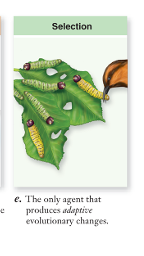 Selection
e. The only agent that
produces adaptive
evolutionary changes.
e